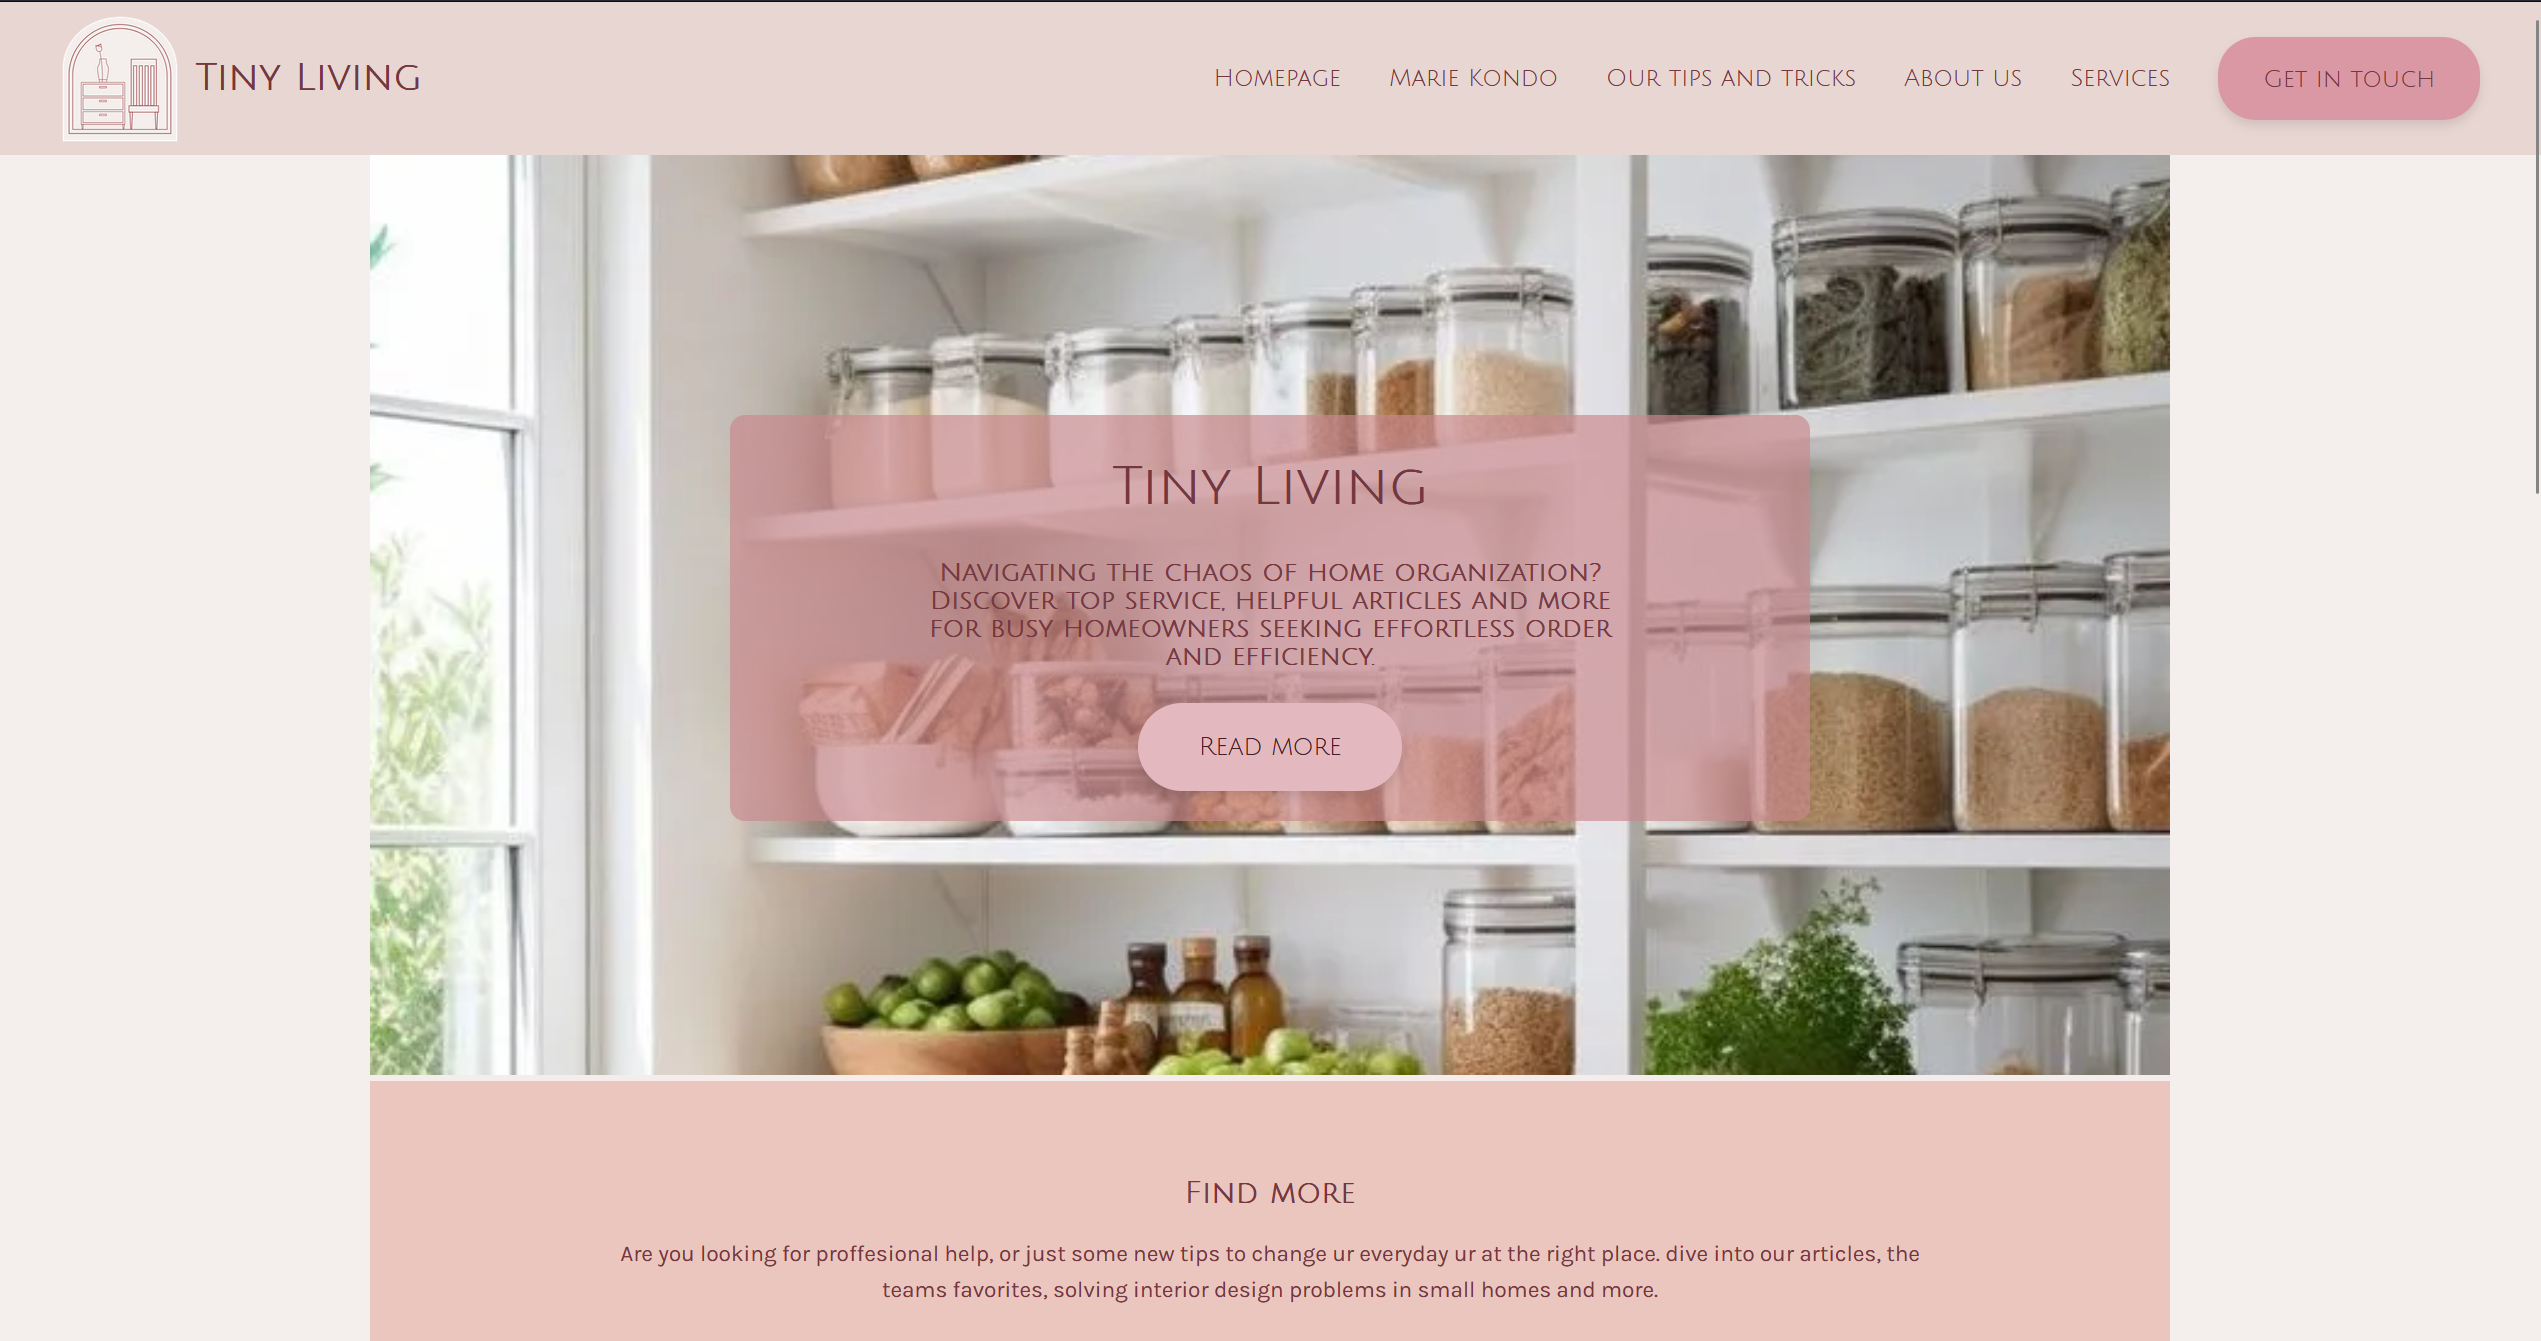 Tiny Living
Homepage
Marie Kondo
Our tips and tricks
About us
Services
Get in touch
Tiny Living
Navigating the chaos of home organization?
Discover top service, helpful articles and more
for busy homeowners seeking effortless order
and efficiency.
Read more
Find more
Are you looking for proffesional help, or just some new tips to change ur everyday ur at the right place. dive into our articles, the
teams favorites, solving interior design problems in small homes and more.